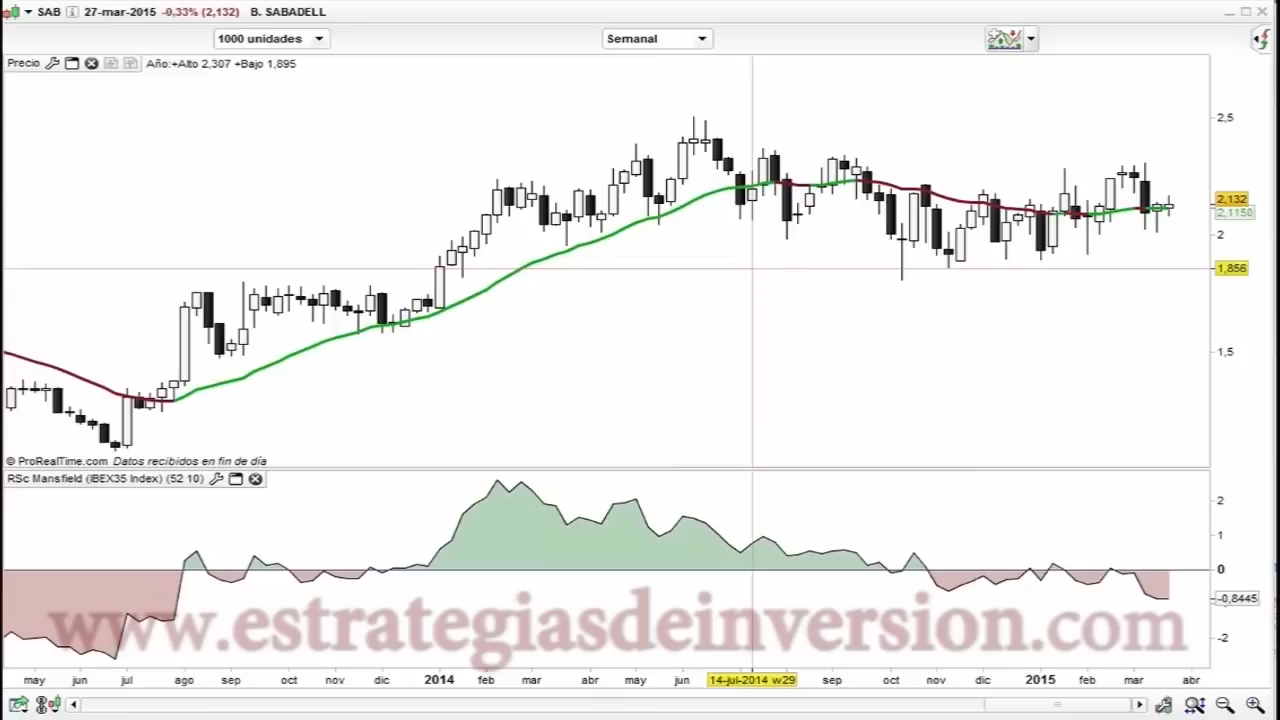 SAB 27-mar-2015 -0,33% (2,132) B. SABADELL
1000 unidades Semanal
Precio Año:+Alto 2,307 +Bajo 1,895
2,5
2,132
2,1150
2
1,856
1,5
© ProRealTime.com Datos recibidos en fin de día
RSc Mansfield (IBEX35 Index) (52 10)
2
1
0
-0,8445
-2
www.estrategiasdeinversion.com
may jun jul ago sep oct nov dic 2014 feb mar abr may jun 14-jul-2014 w29 sep oct nov dic 2015 feb mar abr